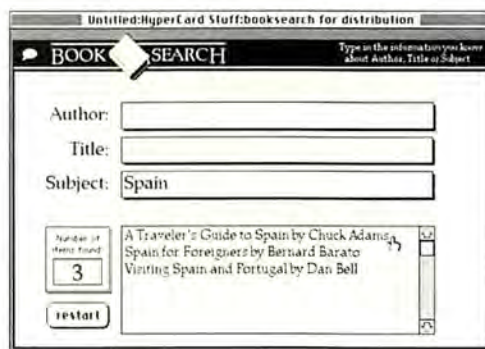 Untitled:HyperCard Stuff:booksearch for distribution
BOOK SEARCH
Type in the information you know
about Author, Title or Subject
Author:
Title:
Subject: Spain
Number of
items found:
3
restart
A Traveler's Guide to Spain by Chuck Adams
Spain for Foreigners by Bernard Barato
Visiting Spain and Portugal by Dan Bell